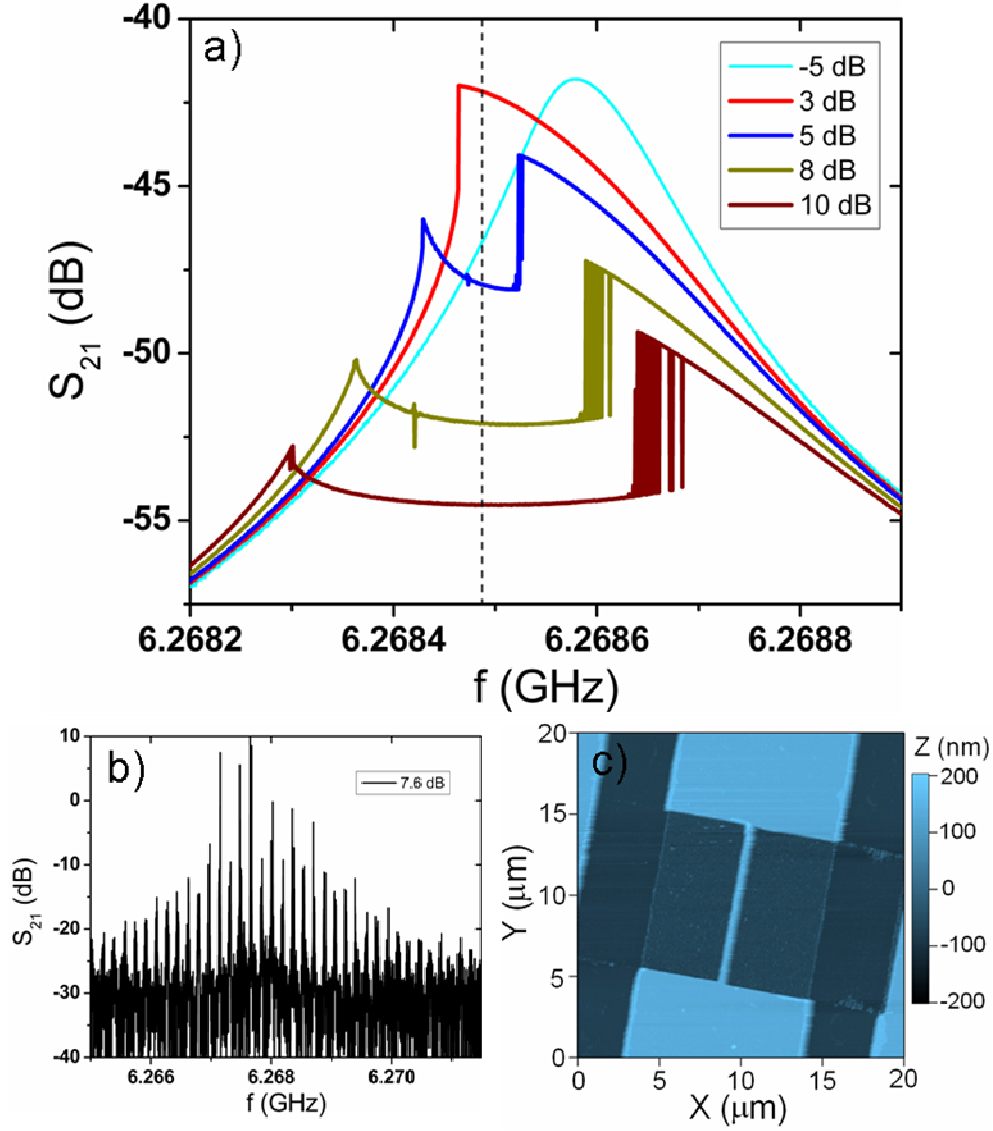 a)
-40
-45
-50
-55
S21 (dB)
-5 dB
3 dB
5 dB
8 dB
10 dB
6.2682
6.2684
6.2686
6.2688
f (GHz)
b)
10
0
-10
-20
-30
-40
S21 (dB)
7.6 dB
6.266
6.268
6.270
f (GHz)
c)
20
15
10
5
0
Y (μm)
0
5
10
15
20
X (μm)
Z (nm)
200
100
0
-100
-200